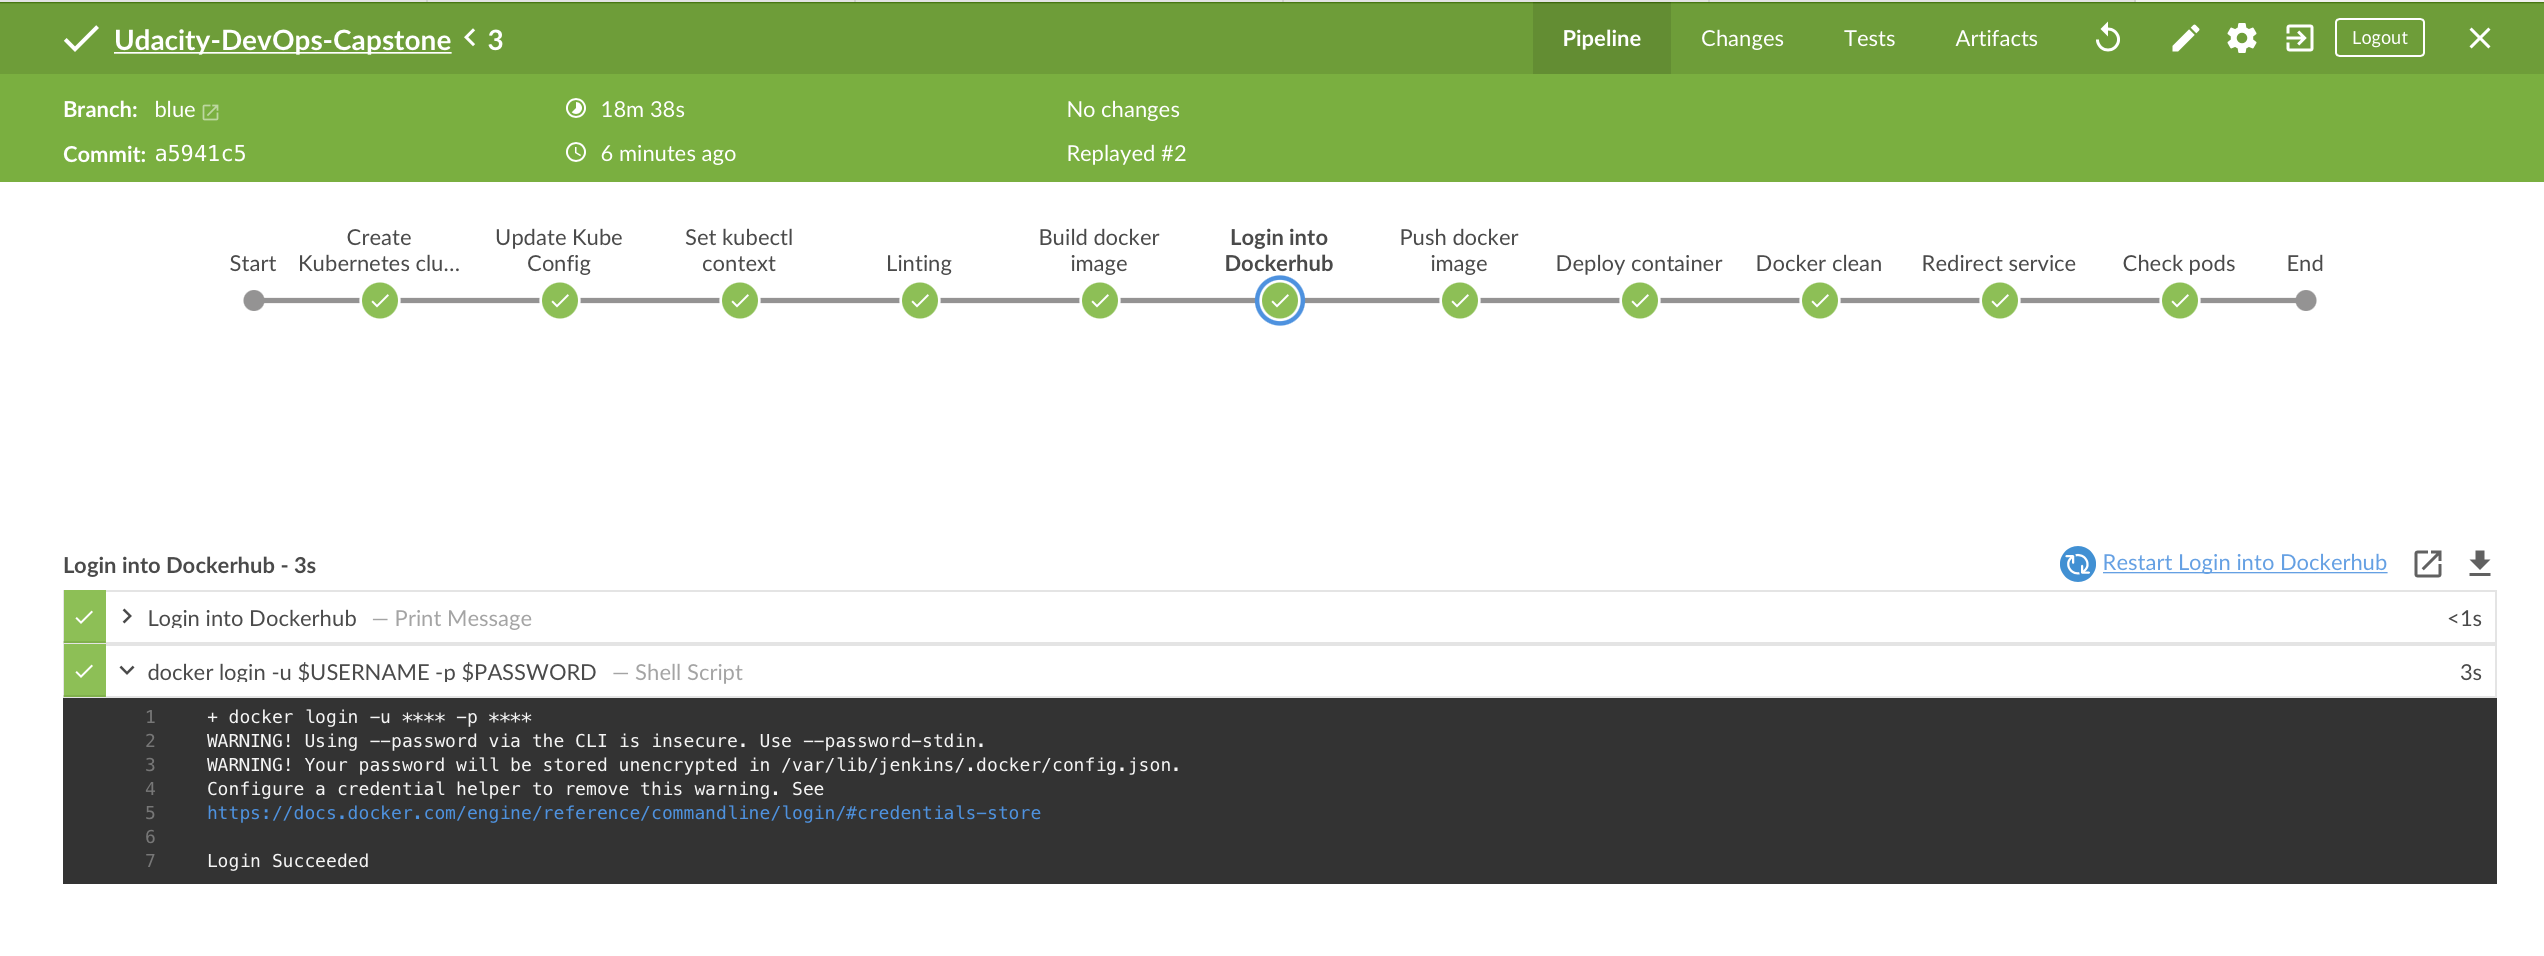 Udacity-DevOps-Capstone < 3
Pipeline Changes Tests Artifacts Logout
Branch: blue 18m 38s No changes
Commit: a5941c5 6 minutes ago Replayed #2
Start
Create
Kubernetes clu...
Update Kube
Config
Set kubectl
context
Linting
Build docker
image
Login into
Dockerhub
Push docker
image
Deploy container
Docker clean
Redirect service
Check pods
End
Login into Dockerhub - 3s
Restart Login into Dockerhub
Login into Dockerhub — Print Message <1s
docker login -u $USERNAME -p $PASSWORD — Shell Script 3s
1 + docker login -u **** -p ****
2 WARNING! Using --password via the CLI is insecure. Use --password-stdin.
3 WARNING! Your password will be stored unencrypted in /var/lib/jenkins/.docker/config.json.
4 Configure a credential helper to remove this warning. See
5 https://docs.docker.com/engine/reference/commandline/login/#credentials-store
6
7 Login Succeeded